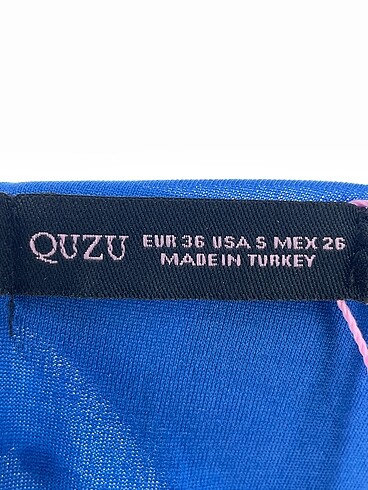 QUZU
EUR 36 USA S MEX 26
MADE IN TURKEY